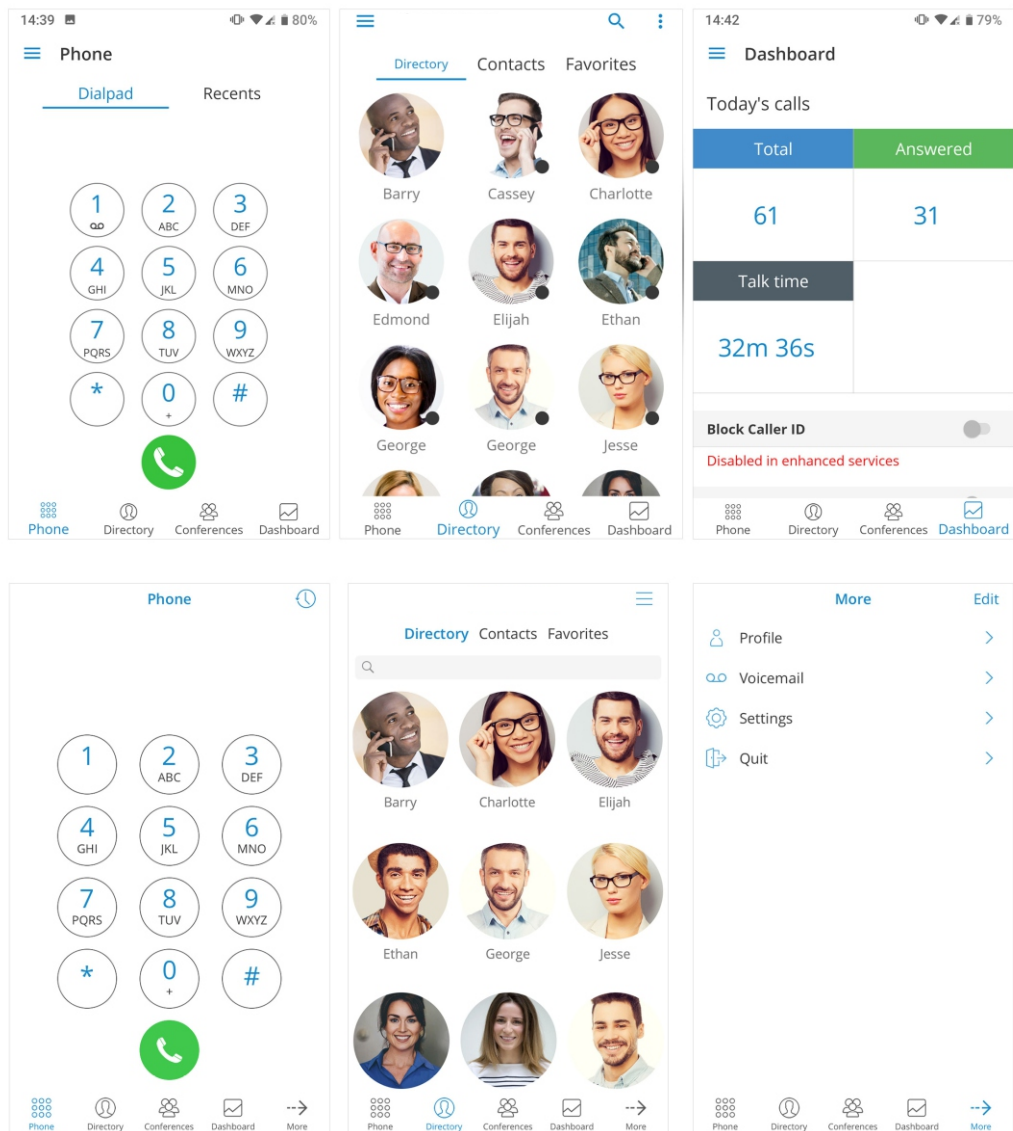 14:39 80%
Phone
Dialpad Recents
1
2 ABC
3 DEF
4 GHI
5 JKL
6 MNO
7 PQRS
8 TUV
9 WXYZ
*
0 +
#
Phone Directory Conferences Dashboard
Directory Contacts Favorites
Barry Cassey Charlotte
Edmond Elijah Ethan
George George Jesse
Phone Directory Conferences Dashboard
14:42 79%
Dashboard
Today's calls
Total Answered
61 31
Talk time
32m 36s
Block Caller ID
Disabled in enhanced services
Phone Directory Conferences Dashboard
Phone
1
2 ABC
3 DEF
4 GHI
5 JKL
6 MNO
7 PQRS
8 TUV
9 WXYZ
*
0 +
#
Phone Directory Conferences Dashboard More
Directory Contacts Favorites
Barry Charlotte Elijah
Ethan George Jesse
Phone Directory Conferences Dashboard More
More Edit
Profile
Voicemail
Settings
Quit
Phone Directory Conferences Dashboard More